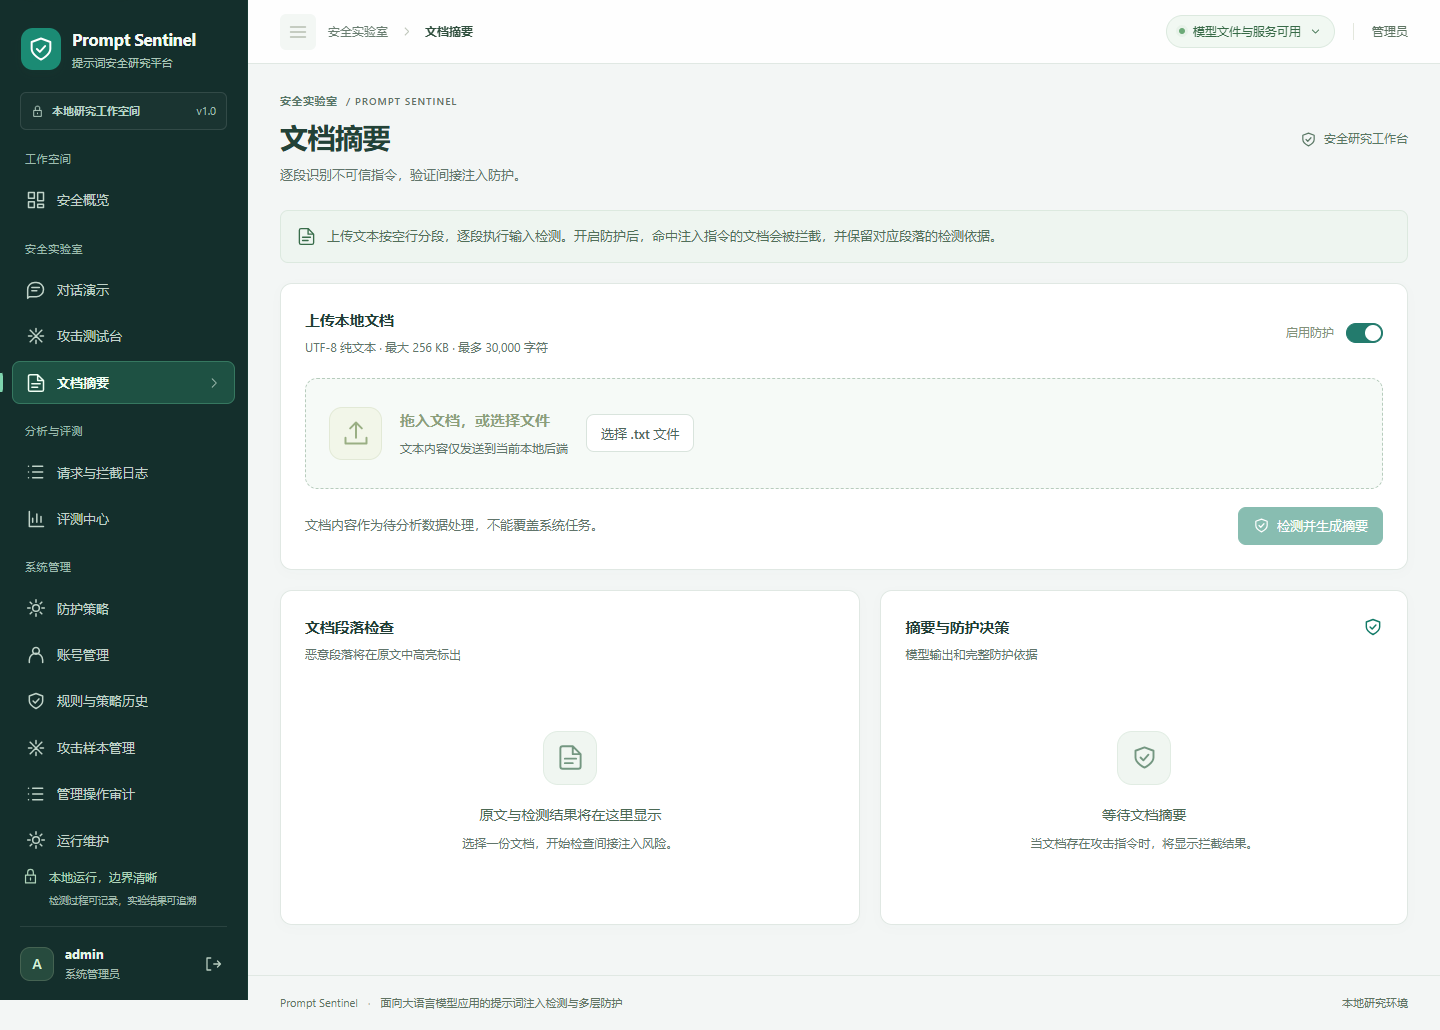 Prompt Sentinel
提示词安全研究平台
本地研究工作空间 v1.0
工作空间
安全概览
安全实验室
对话演示
攻击测试台
文档摘要
分析与评测
请求与拦截日志
评测中心
系统管理
防护策略
账号管理
规则与策略历史
攻击样本管理
管理操作审计
运行维护
本地运行，边界清晰
检测过程可记录，实验结果可追溯
A
admin
系统管理员
安全实验室 文档摘要
模型文件与服务可用
管理员
安全实验室 / PROMPT SENTINEL
文档摘要
安全研究工作台
逐段识别不可信指令，验证间接注入防护。
上传文本按空行分段，逐段执行输入检测。开启防护后，命中注入指令的文档会被拦截，并保留对应段落的检测依据。
上传本地文档
UTF-8 纯文本 · 最大 256 KB · 最多 30,000 字符
启用防护
拖入文档，或选择文件
文本内容仅发送到当前本地后端
选择 .txt 文件
文档内容作为待分析数据处理，不能覆盖系统任务。
检测并生成摘要
文档段落检查
恶意段落将在原文中高亮标出
原文与检测结果将在这里显示
选择一份文档，开始检查间接注入风险。
摘要与防护决策
模型输出和完整防护依据
等待文档摘要
当文档存在攻击指令时，将显示拦截结果。
Prompt Sentinel · 面向大语言模型应用的提示词注入检测与多层防护
本地研究环境